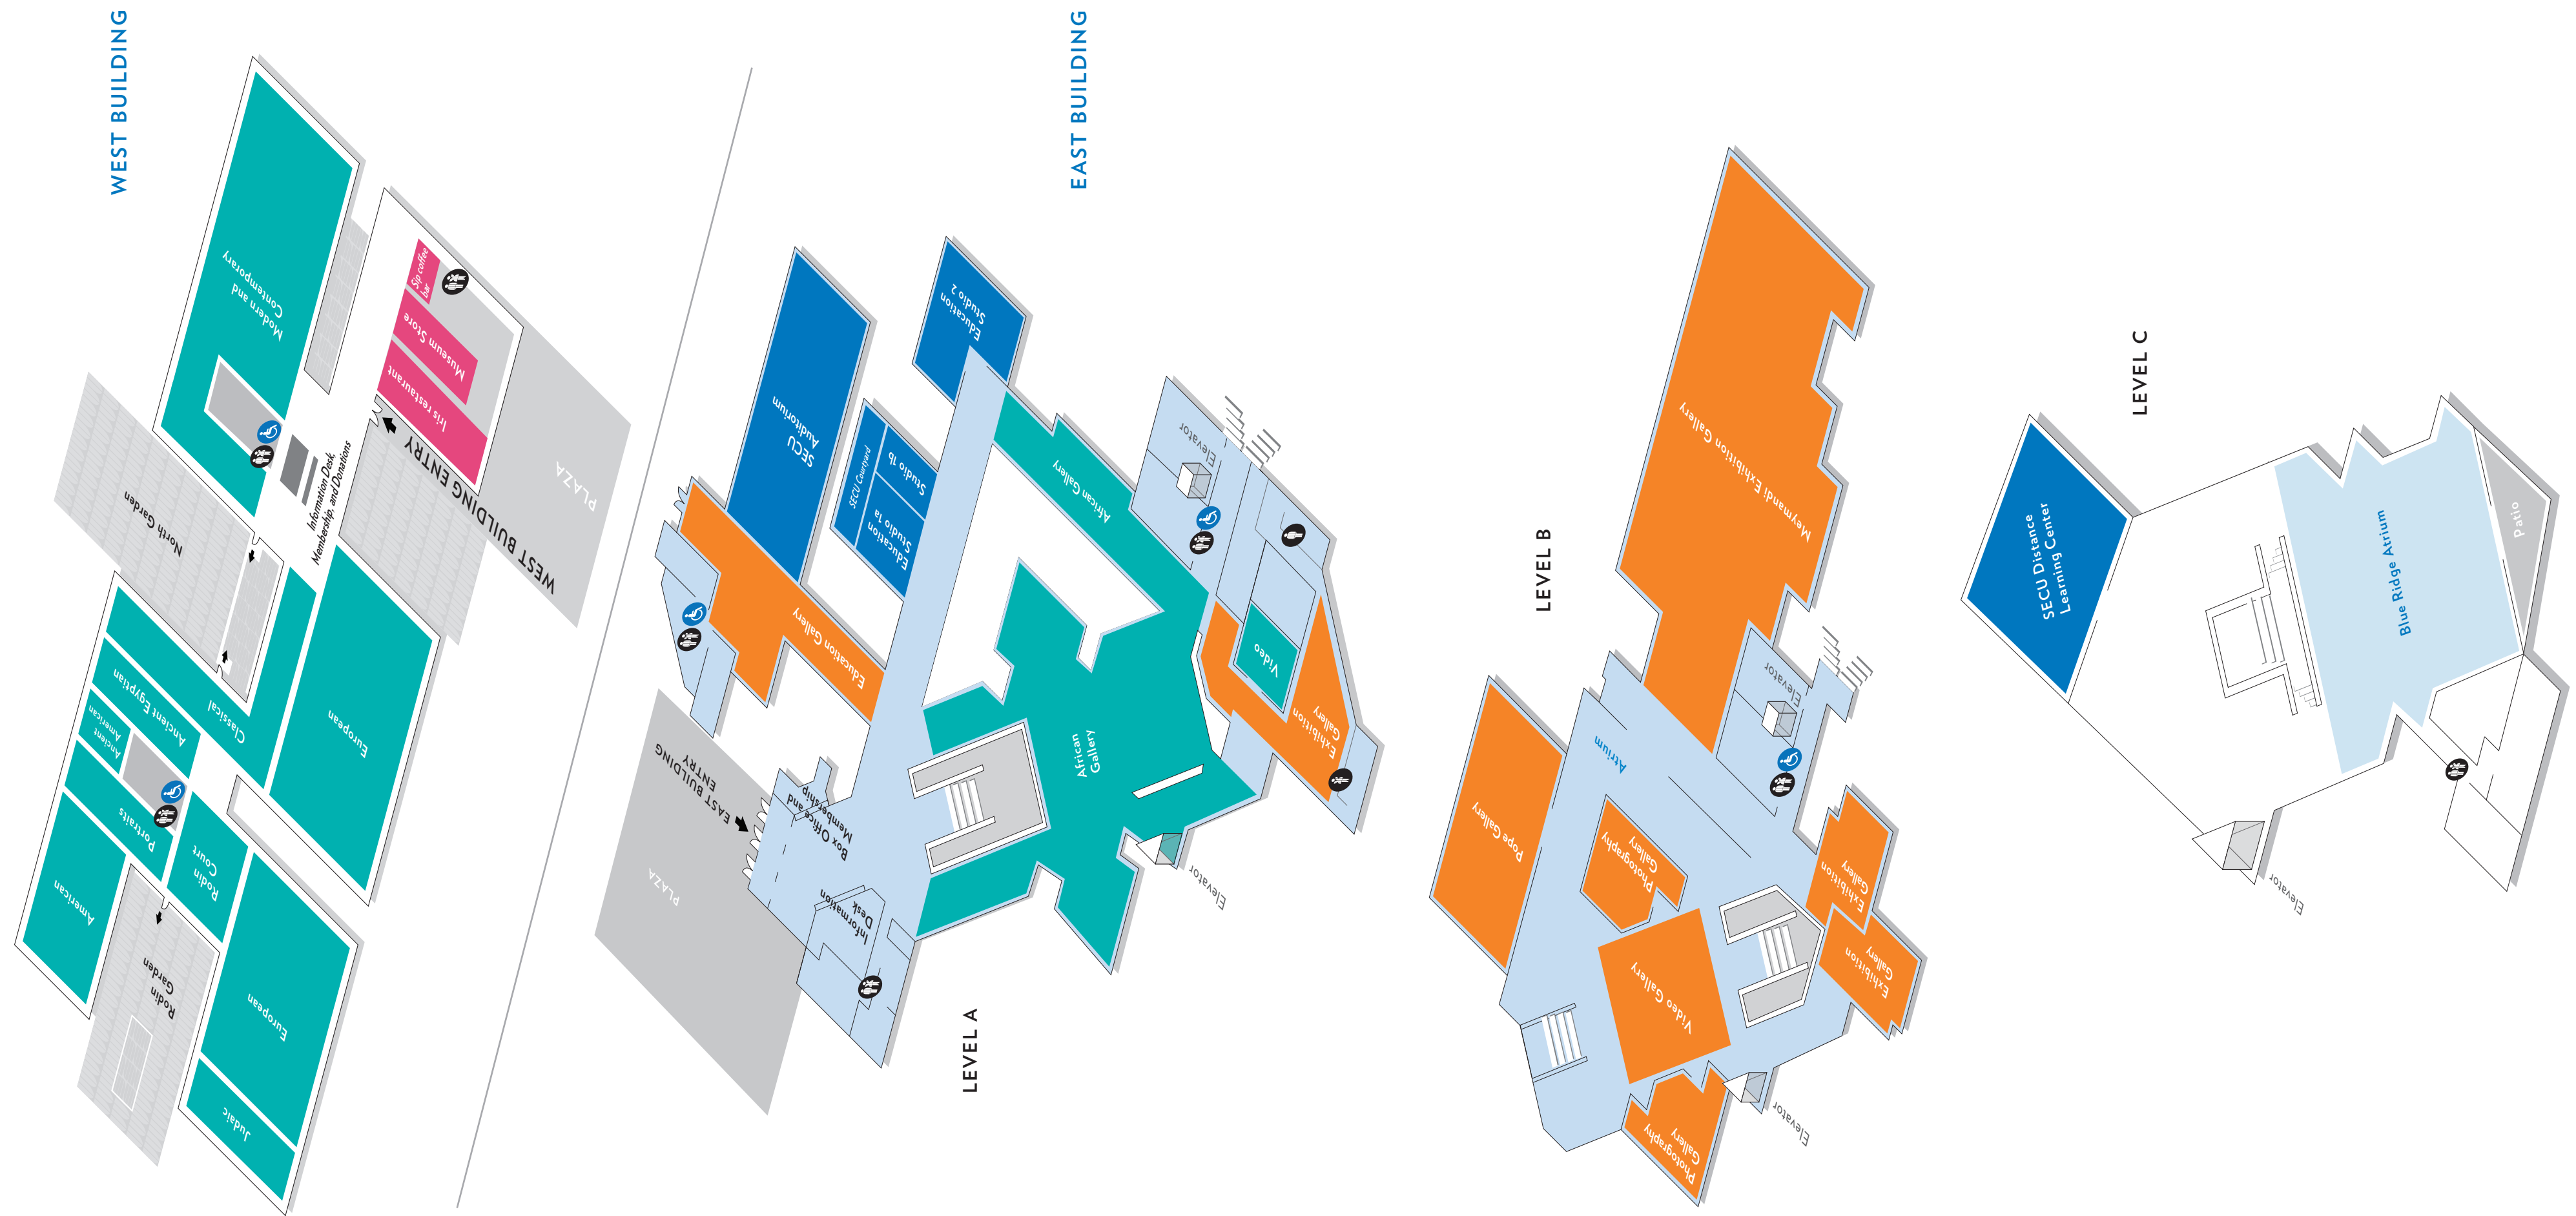 WEST BUILDING
Modern and
Contemporary
Sip coffee
bar
Museum Store
Iris restaurant
North Garden
Information Desk,
Membership, and Donations
WEST BUILDING ENTRY
PLAZA
European
Classical
Ancient Egyptian
Ancient
American
Portraits
American
Rodin
Court
Rodin
Garden
European
Judaic
EAST BUILDING
LEVEL A
Education
Studio 2
SECU
Auditorium
SECU Courtyard
Studio 1b
Education
Studio 1a
African Gallery
Elevator
Education Gallery
Video
Exhibition
Gallery
African
Gallery
EAST BUILDING
ENTRY
PLAZA
Box Office and
Membership
Information
Desk
Elevator
LEVEL B
Meymandi Exhibition Gallery
Elevator
Atrium
Pope Gallery
Photography
Gallery
Video Gallery
Exhibition
Gallery
Exhibition
Gallery
Photography
Gallery
Elevator
LEVEL C
SECU Distance
Learning Center
Blue Ridge Atrium
Patio
Elevator